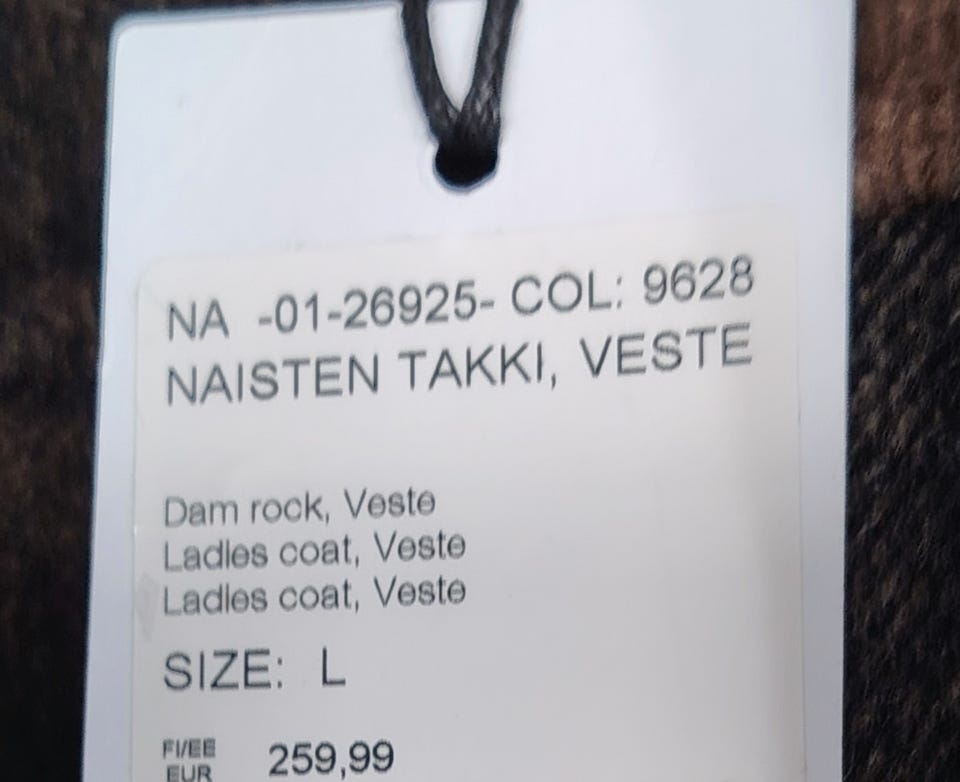 NA -01-26925- COL: 9628
NAISTEN TAKKI, VESTE
Dam rock, Veste
Ladies coat, Veste
Ladies coat, Veste
SIZE: L
FI/EE 259,99
EUR